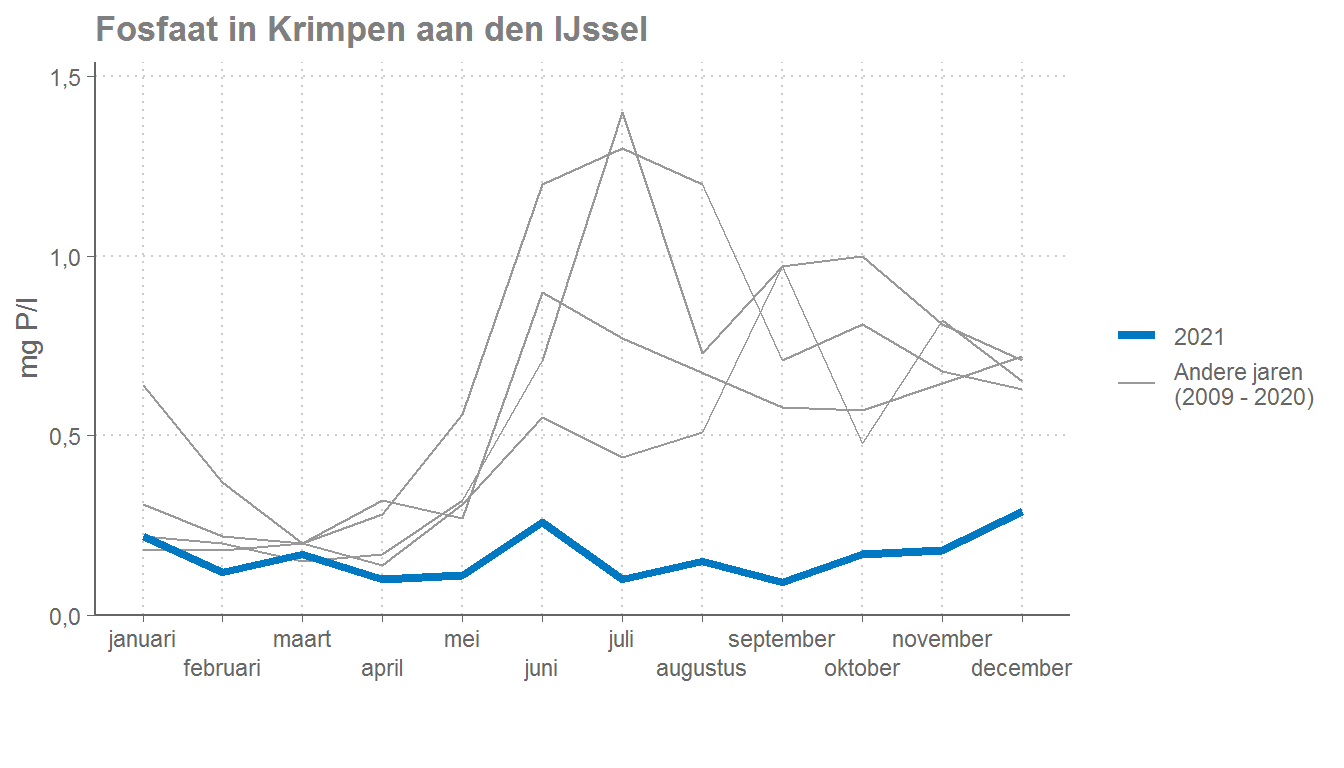 Fosfaat in Krimpen aan den IJssel
mg P/l
1,5
1,0
0,5
0,0
januari
februari
maart
april
mei
juni
juli
augustus
september
oktober
november
december
2021
Andere jaren
(2009 - 2020)